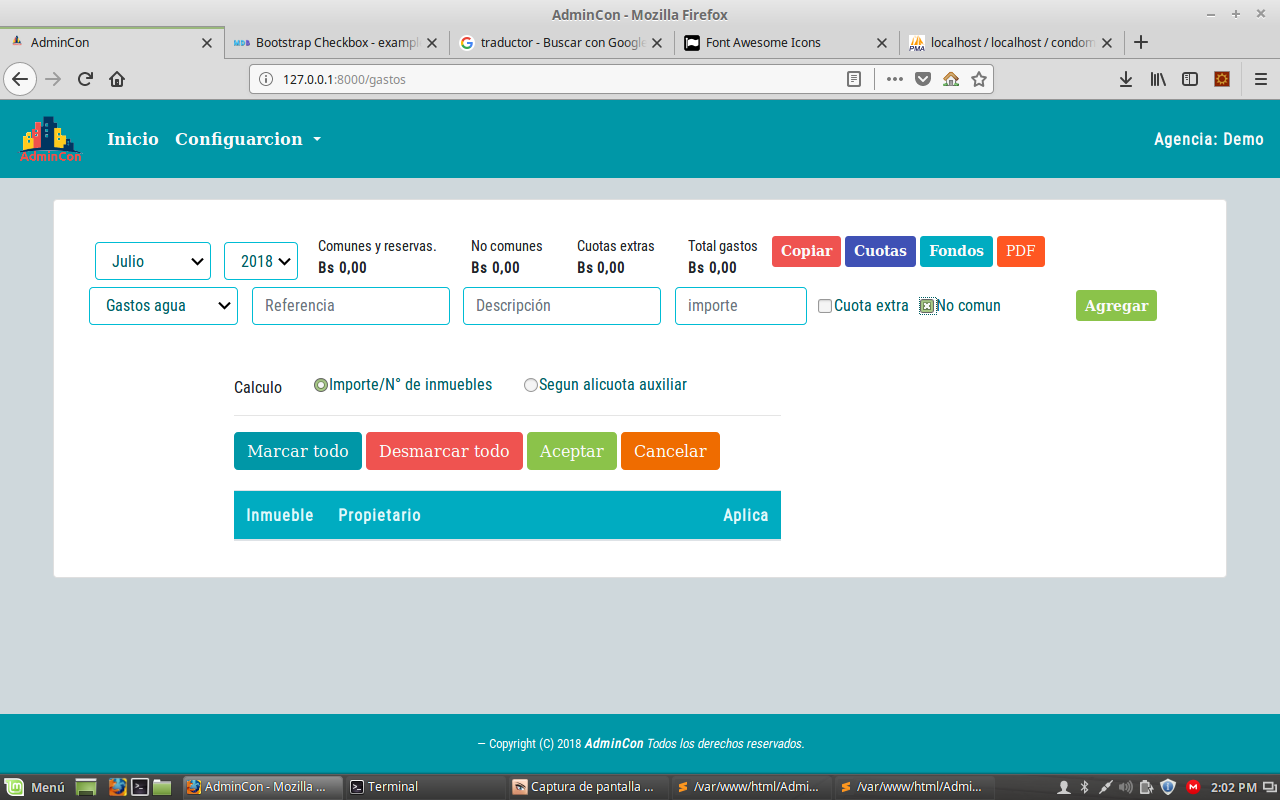 AdminCon - Mozilla Firefox
AdminCon
Bootstrap Checkbox - exampl
traductor - Buscar con Google
Font Awesome Icons
localhost / localhost / condom
127.0.0.1:8000/gastos
AdminCon
Inicio
Configuarcion
Agencia: Demo
Julio
2018
Comunes y reservas.
Bs 0,00
No comunes
Bs 0,00
Cuotas extras
Bs 0,00
Total gastos
Bs 0,00
Copiar
Cuotas
Fondos
PDF
Gastos agua
Referencia
Descripción
importe
Cuota extra
No comun
Agregar
Calculo
Importe/N° de inmuebles
Segun alicuota auxiliar
Marcar todo
Desmarcar todo
Aceptar
Cancelar
Inmueble
Propietario
Aplica
— Copyright (C) 2018 AdminCon Todos los derechos reservados.
Menú
AdminCon - Mozilla ...
Terminal
Captura de pantalla ...
/var/www/html/Admi...
/var/www/html/Admi...
2:02 PM